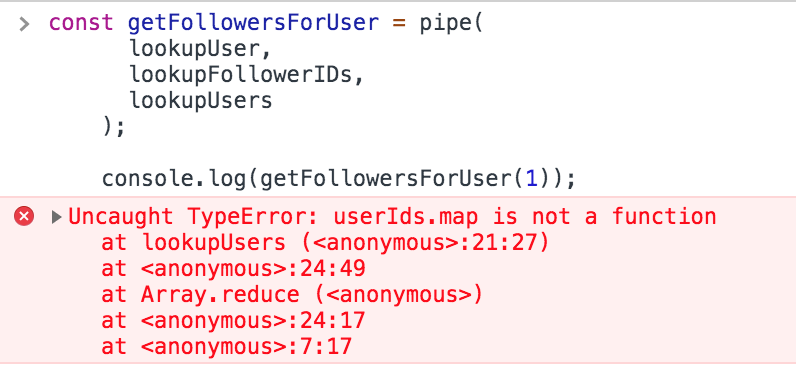 const getFollowersForUser = pipe(
lookupUser,
lookupFollowerIDs,
lookupUsers
);
console.log(getFollowersForUser(1));
Uncaught TypeError: userIds.map is not a function
at lookupUsers (<anonymous>:21:27)
at <anonymous>:24:49
at Array.reduce (<anonymous>)
at <anonymous>:24:17
at <anonymous>:7:17